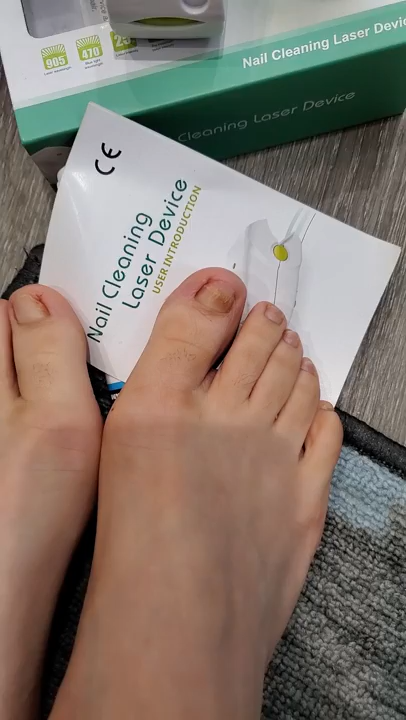 905
470
Nail Cleaning Laser Devic
Cleaning Laser Device
CE
Nail Cleaning
Laser Device
USER INTRODUCTION